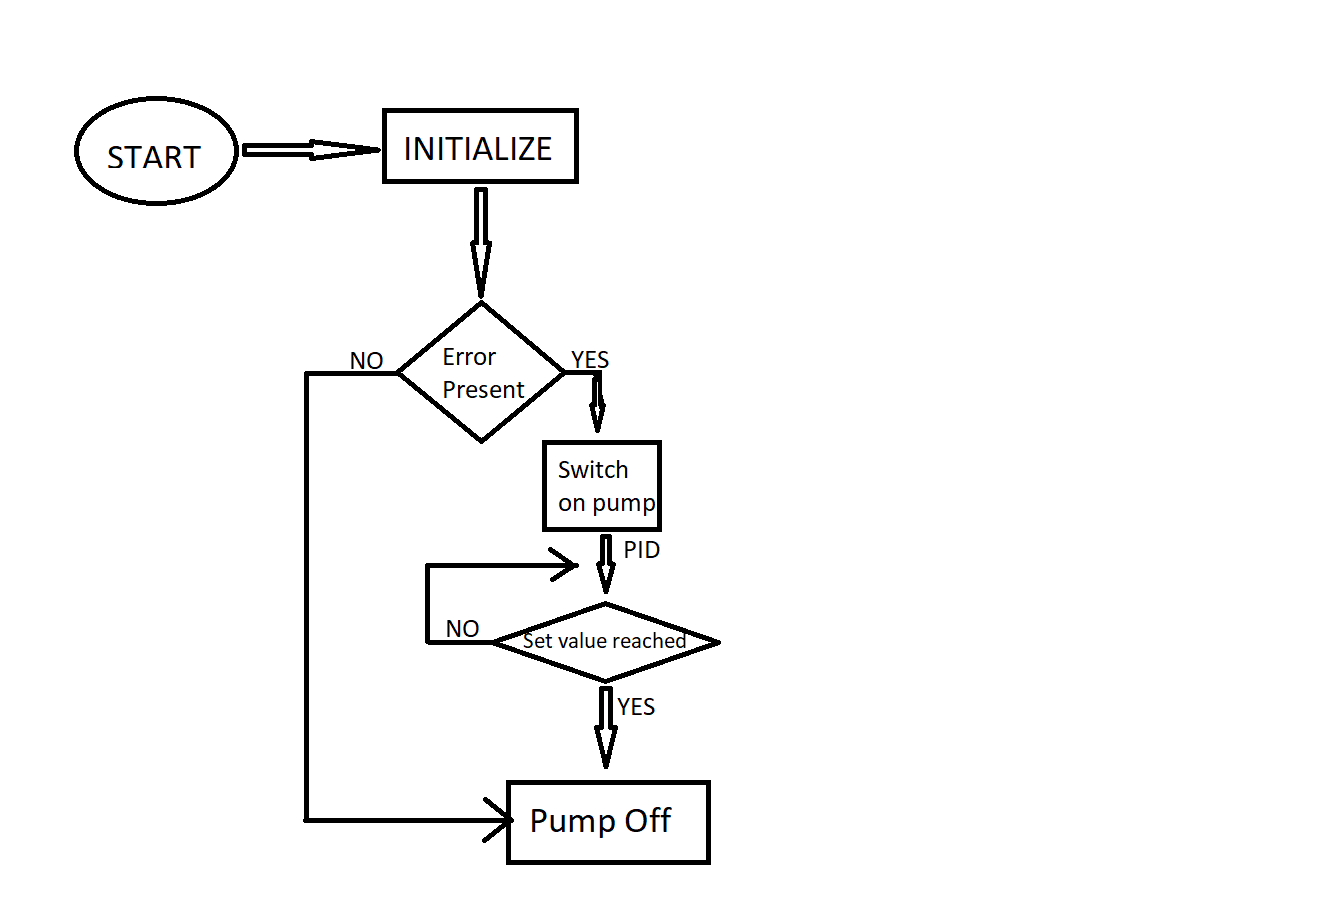 START
INITIALIZE
NO
Error
Present
YES
Switch
on pump
PID
NO
Set value reached
YES
Pump Off